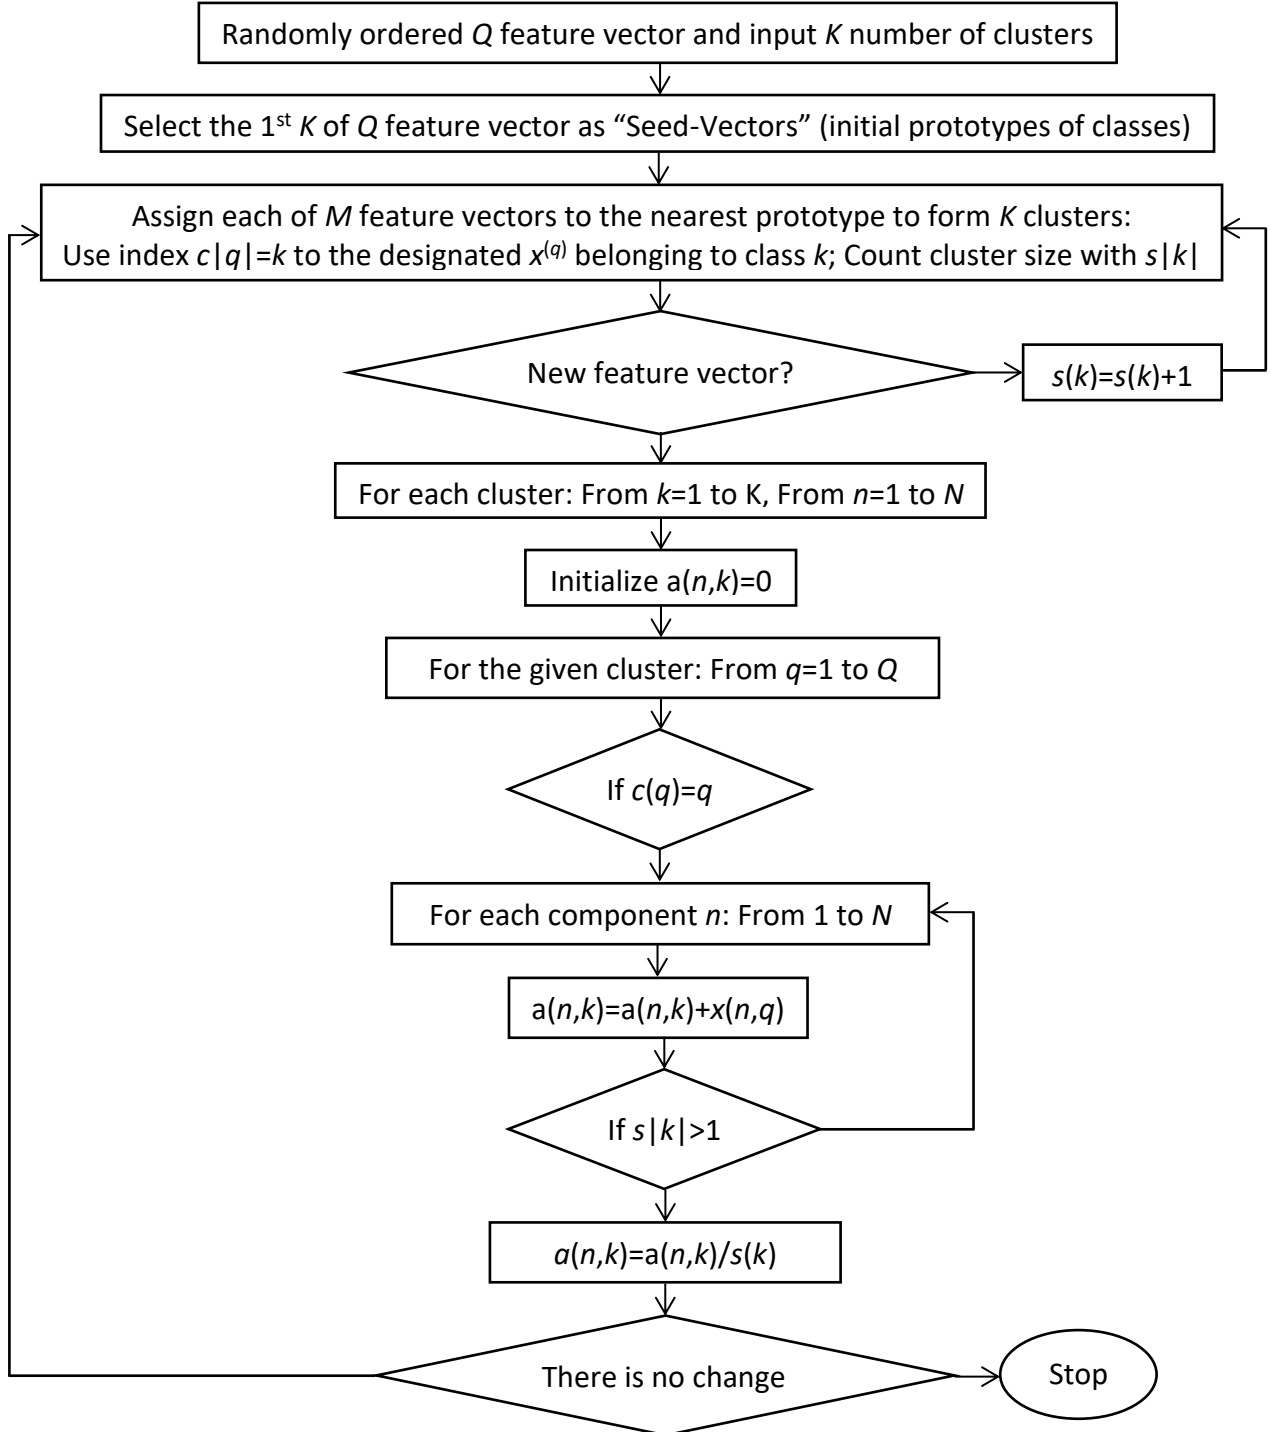 Randomly ordered Q feature vector and input K number of clusters
Select the 1st K of Q feature vector as “Seed-Vectors” (initial prototypes of classes)
Assign each of M feature vectors to the nearest prototype to form K clusters:
Use index c|q|=k to the designated x(q) belonging to class k; Count cluster size with s|k|
New feature vector?
s(k)=s(k)+1
For each cluster: From k=1 to K, From n=1 to N
Initialize a(n,k)=0
For the given cluster: From q=1 to Q
If c(q)=q
For each component n: From 1 to N
a(n,k)=a(n,k)+x(n,q)
If s|k|>1
a(n,k)=a(n,k)/s(k)
There is no change
Stop